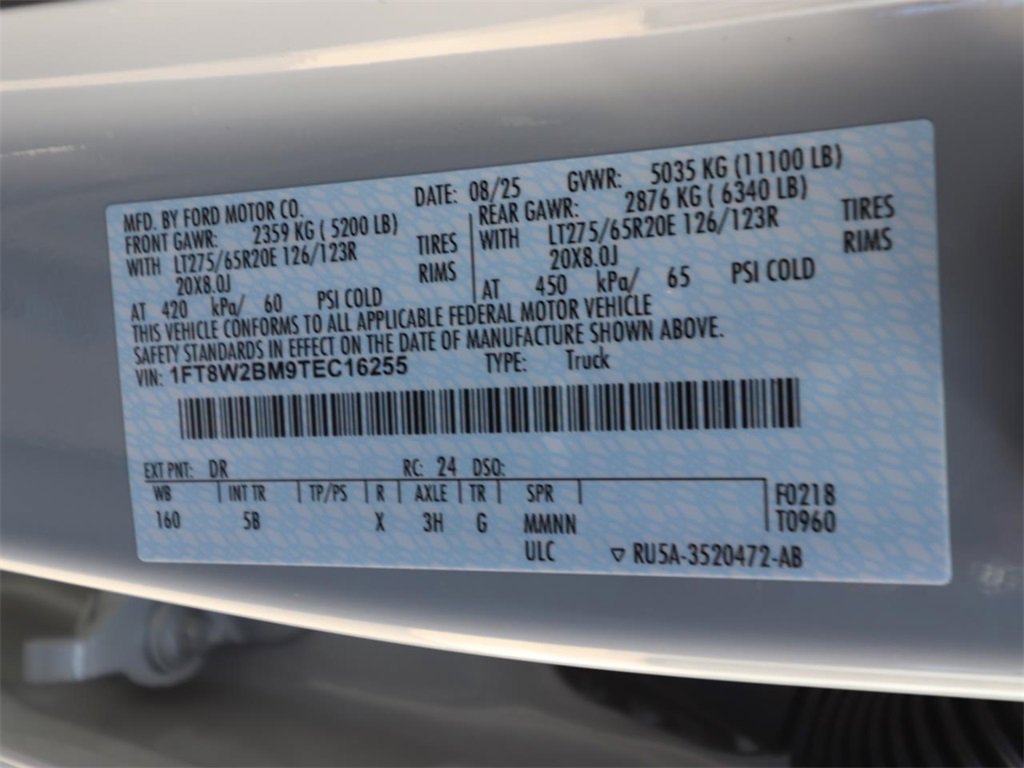 MFD. BY FORD MOTOR CO. DATE: 08/25 GVWR: 5035 KG (11100 LB)
FRONT GAWR: 2359 KG ( 5200 LB) REAR GAWR: 2876 KG ( 6340 LB)
WITH LT275/65R20E 126/123R TIRES WITH LT275/65R20E 126/123R TIRES
20X8.0J RIMS 20X8.0J RIMS
AT 420 kPa/ 60 PSI COLD AT 450 kPa/ 65 PSI COLD
THIS VEHICLE CONFORMS TO ALL APPLICABLE FEDERAL MOTOR VEHICLE
SAFETY STANDARDS IN EFFECT ON THE DATE OF MANUFACTURE SHOWN ABOVE.
VIN: 1FT8W2BM9TEC16255 TYPE: Truck
EXT PNT: DR RC: 24 DSO:
WB INT TR TP/PS R AXLE TR SPR F0218
160 5B X 3H G MMNN T0960
ULC ▽ RU5A-3520472-AB